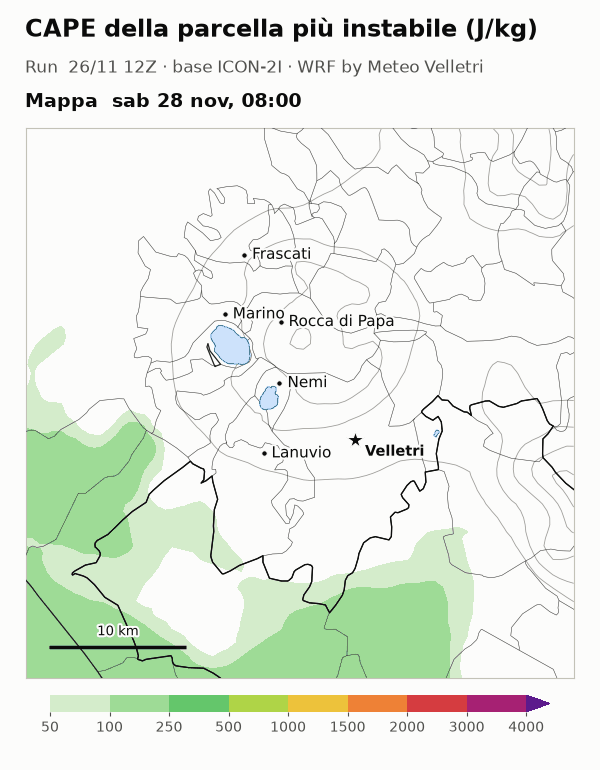 CAPE della parcella più instabile (J/kg)
Run  26/11 12Z · base ICON-2I · WRF by Meteo Velletri
Mappa  sab 28 nov, 08:00
Frascati
Marino
Rocca di Papa
Nemi
Velletri
Lanuvio
10 km
50 100 250 500 1000 1500 2000 3000 4000